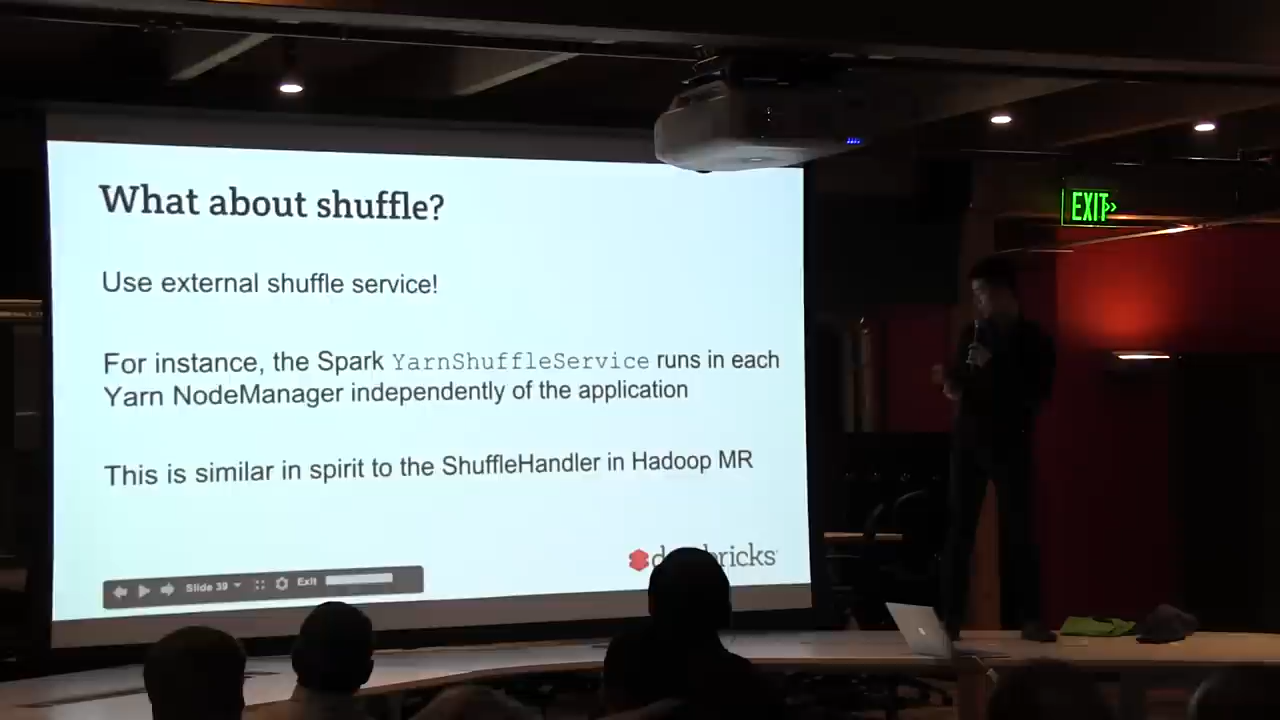 What about shuffle?
Use external shuffle service!
For instance, the Spark YarnShuffleService runs in each
Yarn NodeManager independently of the application
This is similar in spirit to the ShuffleHandler in Hadoop MR
Slide 39
Exit
EXIT